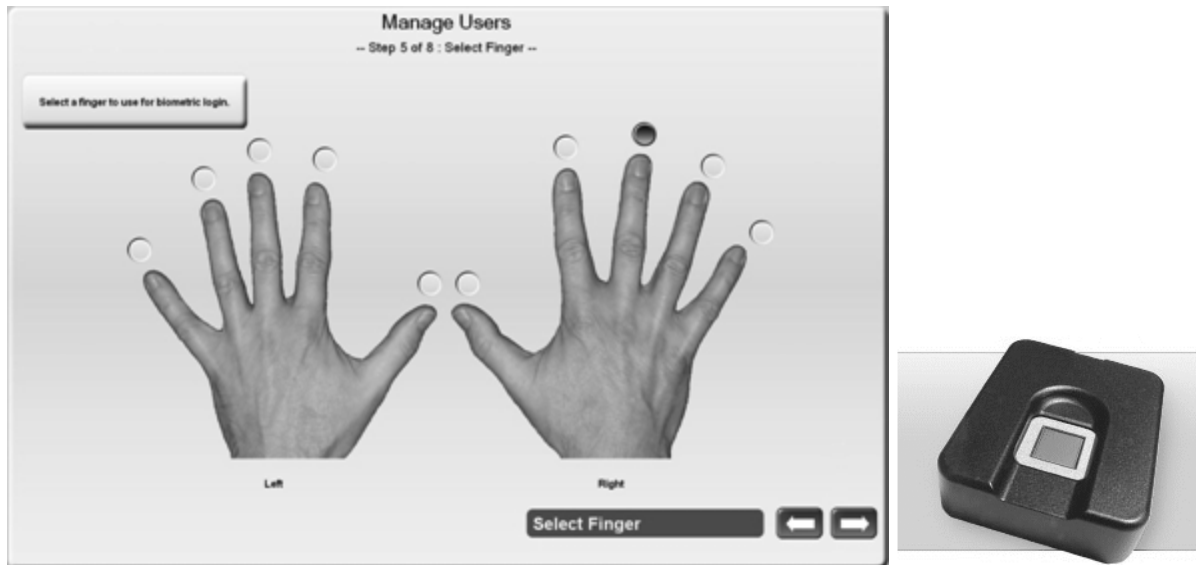 Manage Users
-- Step 5 of 8 : Select Finger --
Select a finger to use for biometric login.
Left
Right
Select Finger